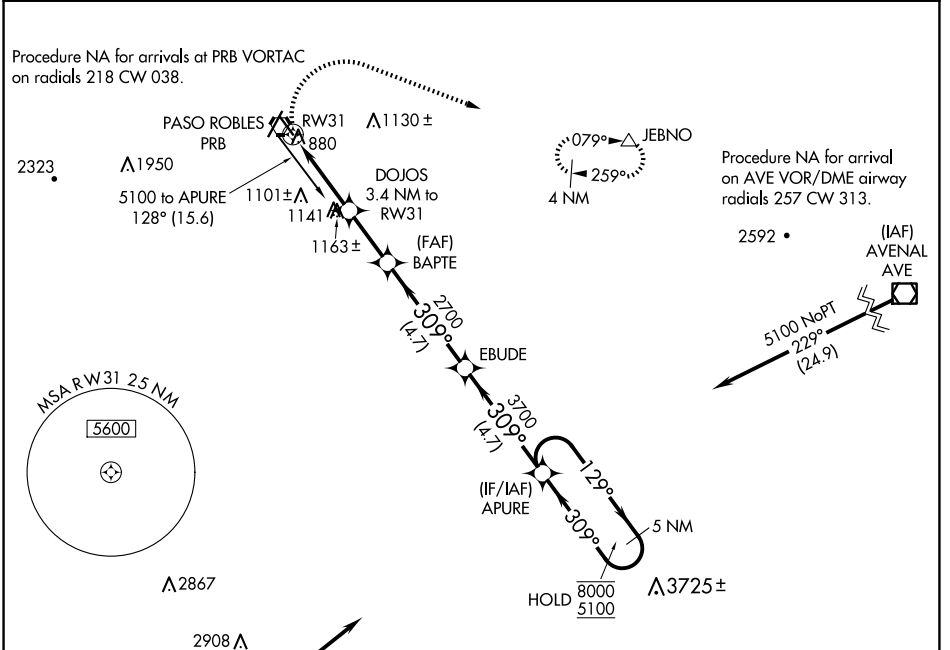 Procedure NA for arrivals at PRB VORTAC
on radials 218 CW 038.
PASO ROBLES
PRB
RW31
880
1130 ±
2323
1950
5100 to APURE
128° (15.6)
1101±
1141
1163 ±
DOJOS
3.4 NM to
RW31
(FAF)
BAPTE
079°
JEBNO
259°
4 NM
Procedure NA for arrival
on AVE VOR/DME airway
radials 257 CW 313.
2592
(IAF)
AVENAL
AVE
5100 NoPT
229°
(24.9)
2700
309°
(4.7)
EBUDE
3700
309°
(4.7)
MSA RW31 25 NM
5600
(IF/IAF)
APURE
129°
309°
5 NM
HOLD
8000
5100
3725 ±
2867
2908